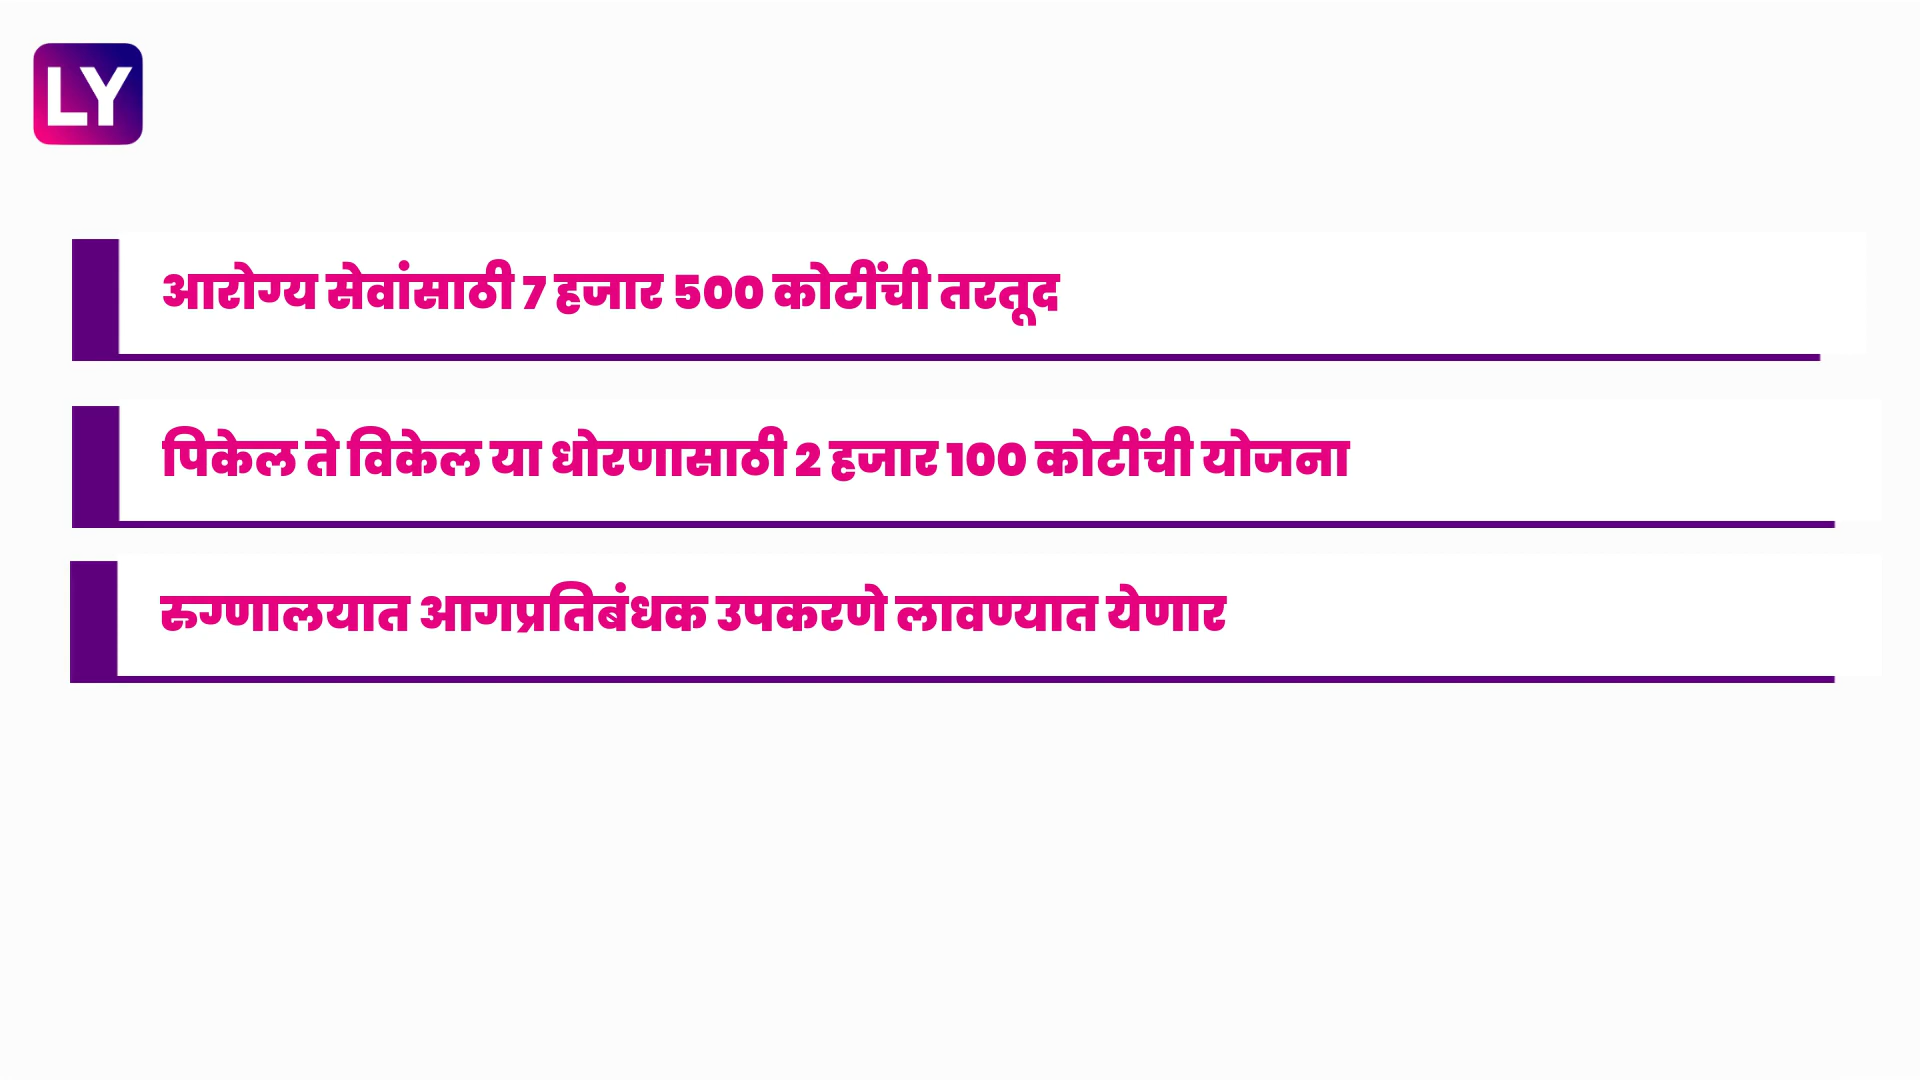 LY
आरोग्य सेवांसाठी 7 हजार 500 कोटींची तरतूद
पिकेल ते विकेल या धोरणासाठी 2 हजार 100 कोटींची योजना
रुग्णालयात आगप्रतिबंधक उपकरणे लावण्यात येणार